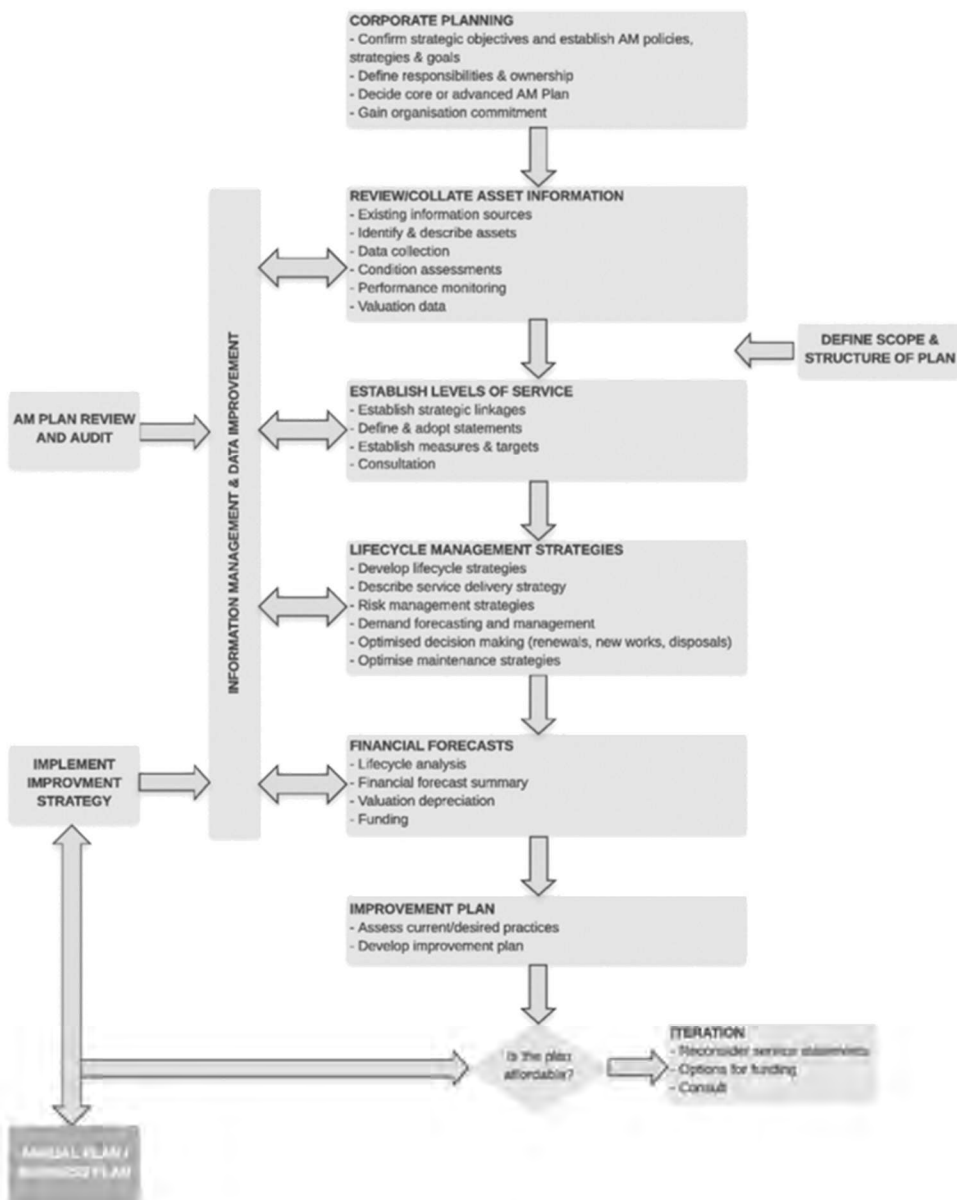 CORPORATE PLANNING
- Confirm strategic objectives and establish AM policies,
strategies & goals
- Define responsibilities & ownership
- Decide core or advanced AM Plan
- Gain organisation commitment
REVIEW/COLLATE ASSET INFORMATION
- Existing information sources
- Identify & describe assets
- Data collection
- Condition assessments
- Performance monitoring
- Valuation data
DEFINE SCOPE &
STRUCTURE OF PLAN
ESTABLISH LEVELS OF SERVICE
- Establish strategic linkages
- Define & adopt statements
- Establish measures & targets
- Consultation
AM PLAN REVIEW
AND AUDIT
INFORMATION MANAGEMENT & DATA IMPROVEMENT
LIFECYCLE MANAGEMENT STRATEGIES
- Develop lifecycle strategies
- Describe service delivery strategy
- Risk management strategies
- Demand forecasting and management
- Optimised decision making (renewals, new works, disposals)
- Optimise maintenance strategies
IMPLEMENT
IMPROVMENT
STRATEGY
FINANCIAL FORECASTS
- Lifecycle analysis
- Financial forecast summary
- Valuation depreciation
- Funding
IMPROVEMENT PLAN
- Assess current/desired practices
- Develop improvement plan
Is the plan
affordable?
ITERATION
- Reconsider service statements
- Options for funding
- Consult
PLAN /
PLAN